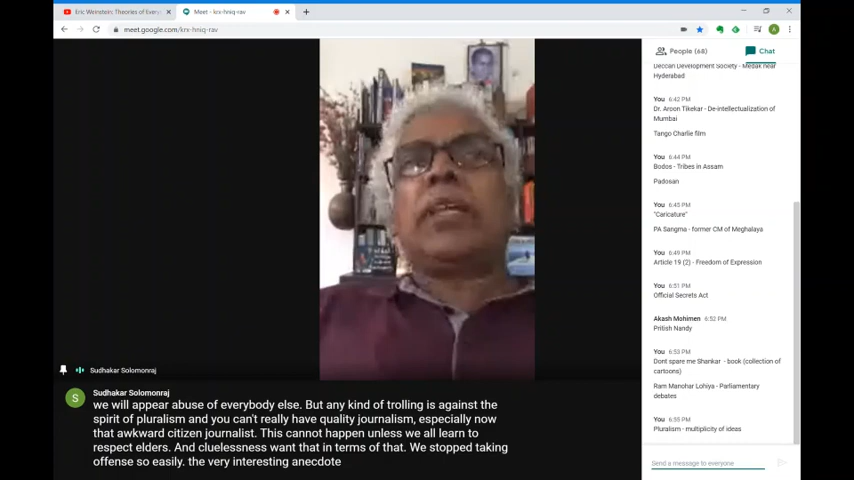 Eric Weinstein: Theories of Every
Meet - krv-hniq-rav
meet.google.com/krv-hniq-rav
A
People (68)
Chat
Deccan Development Society - Medak near
Hyderabad
You 6:42 PM
Dr. Aroon Tikekar - De-intellectualization of
Mumbai
Tango Charlie film
You 6:44 PM
Bodos - Tribes in Assam
Padosan
You 6:45 PM
"Caricature"
PA Sangma - former CM of Meghalaya
You 6:49 PM
Article 19 (2) - Freedom of Expression
You 6:51 PM
Official Secrets Act
Akash Mohimen 6:52 PM
Pritish Nandy
You 6:53 PM
Dont spare me Shankar - book (collection of
cartoons)
Ram Manohar Lohiya - Parliamentary
debates
You 6:55 PM
Pluralism - multiplicity of ideas
Send a message to everyone
Sudhakar Solomonraj
S
Sudhakar Solomonraj
we will appear abuse of everybody else. But any kind of trolling is against the
spirit of pluralism and you can't really have quality journalism, especially now
that awkward citizen journalist. This cannot happen unless we all learn to
respect elders. And cluelessness want that in terms of that. We stopped taking
offense so easily. the very interesting anecdote